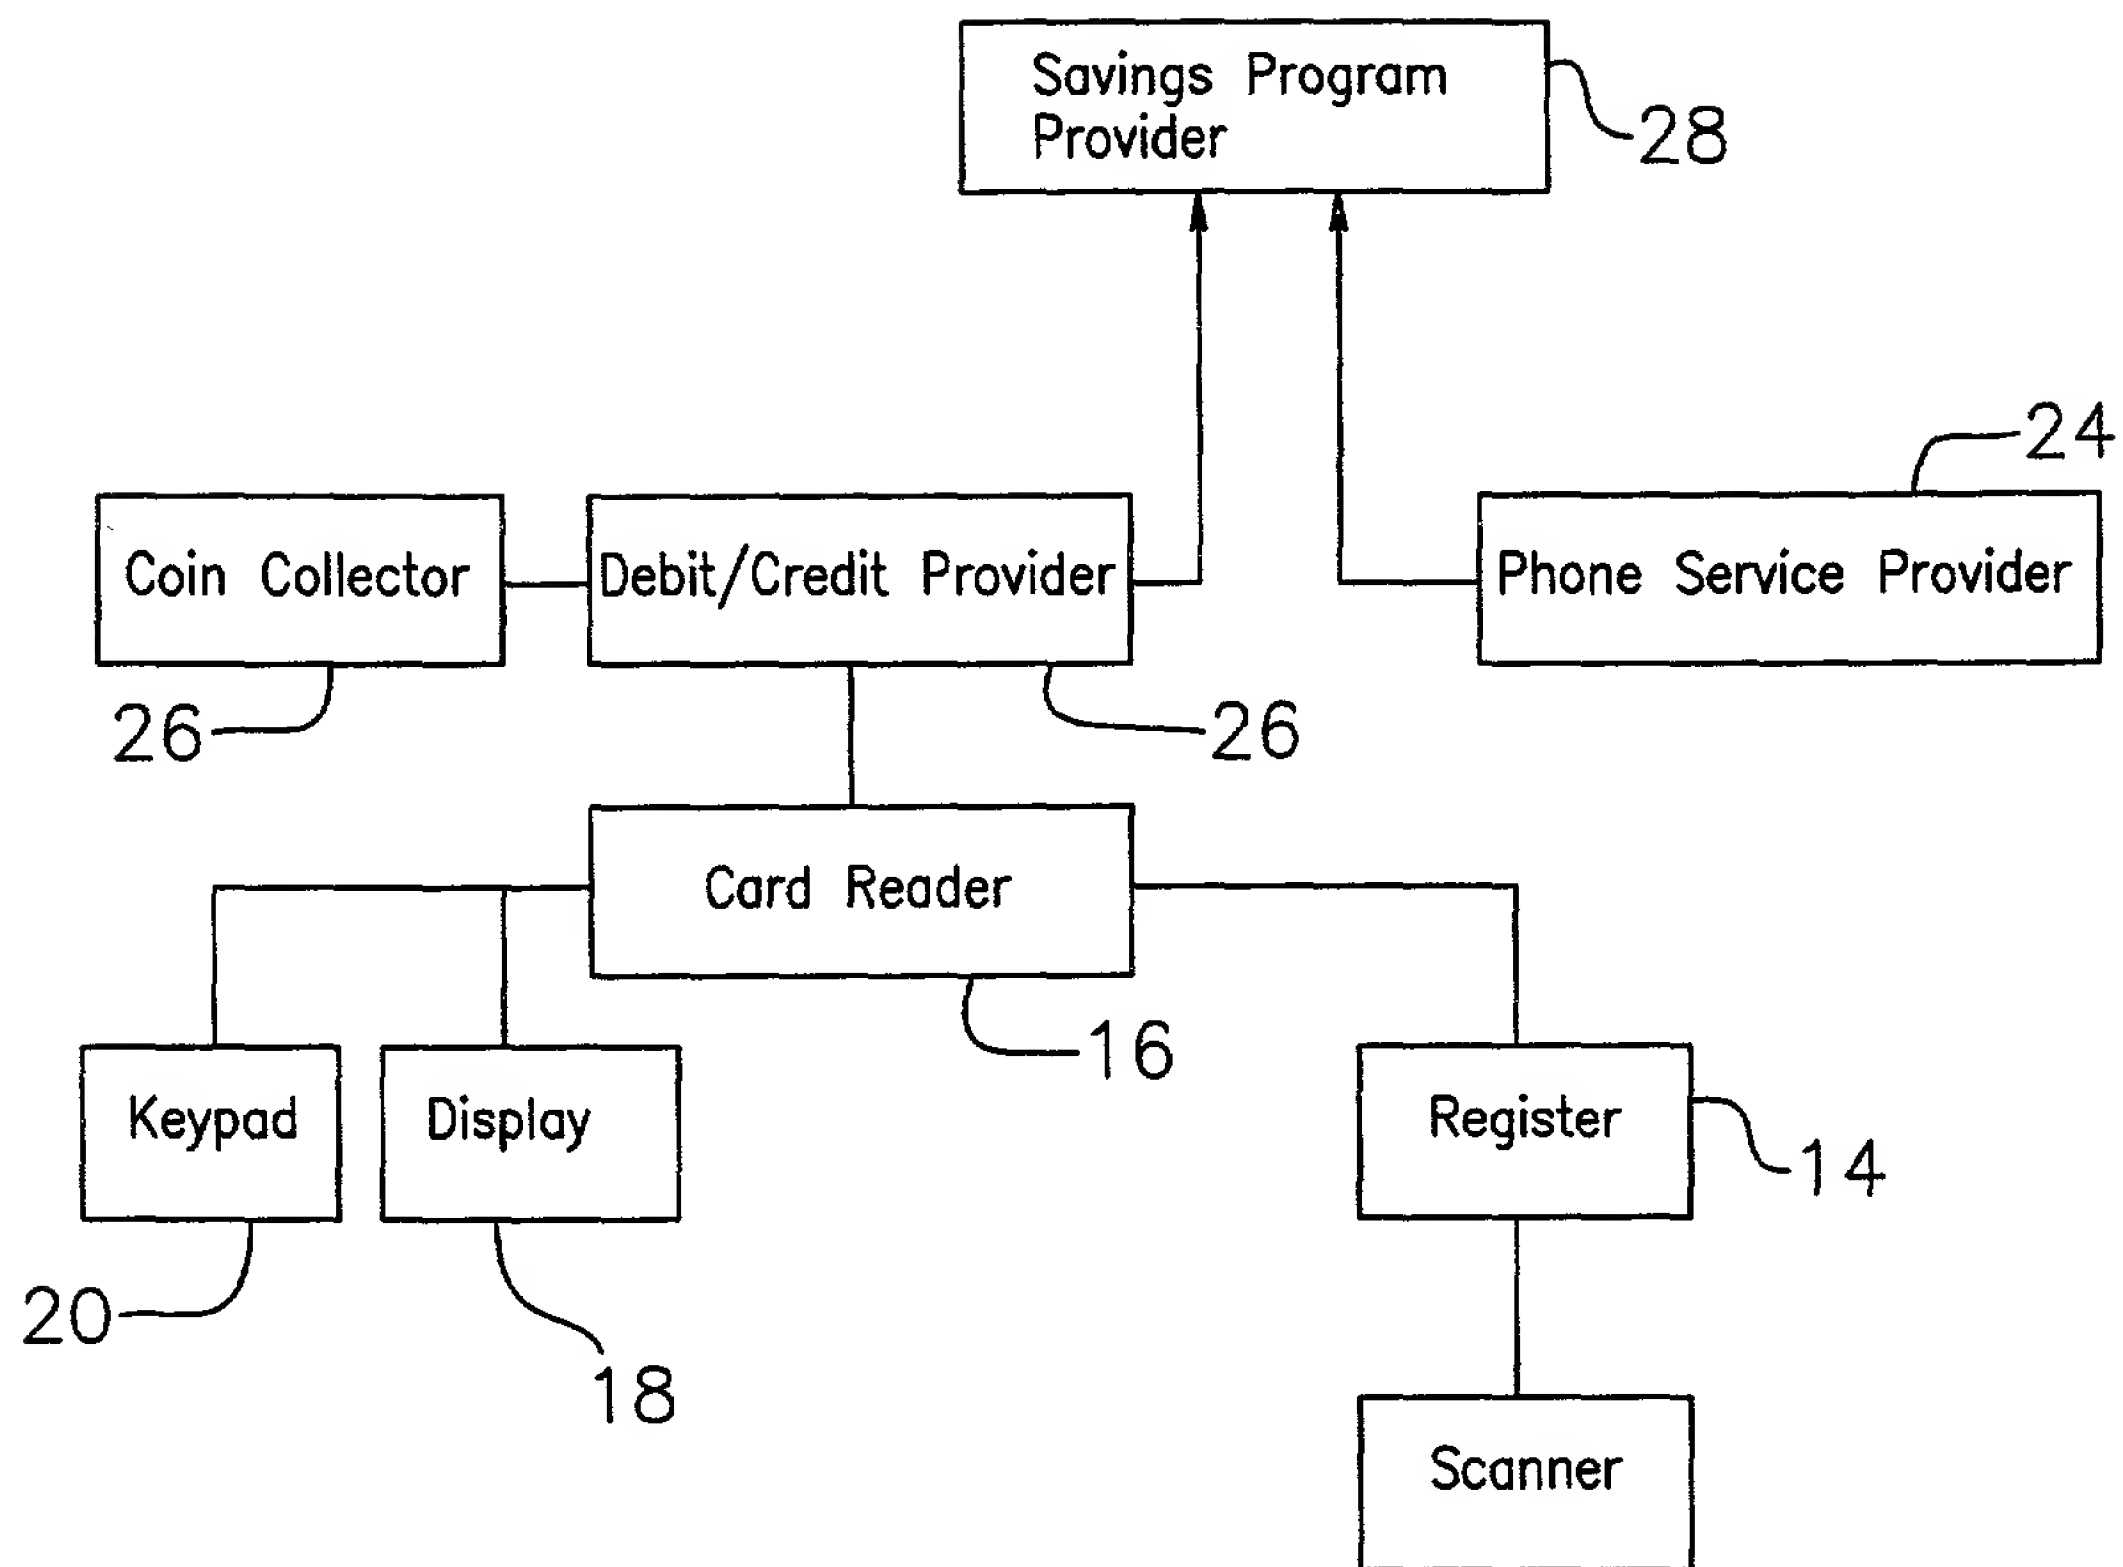 Savings Program
Provider
28
24
Coin Collector
Debit/Credit Provider
Phone Service Provider
26
26
Card Reader
16
Keypad
Display
Register
14
20
18
Scanner